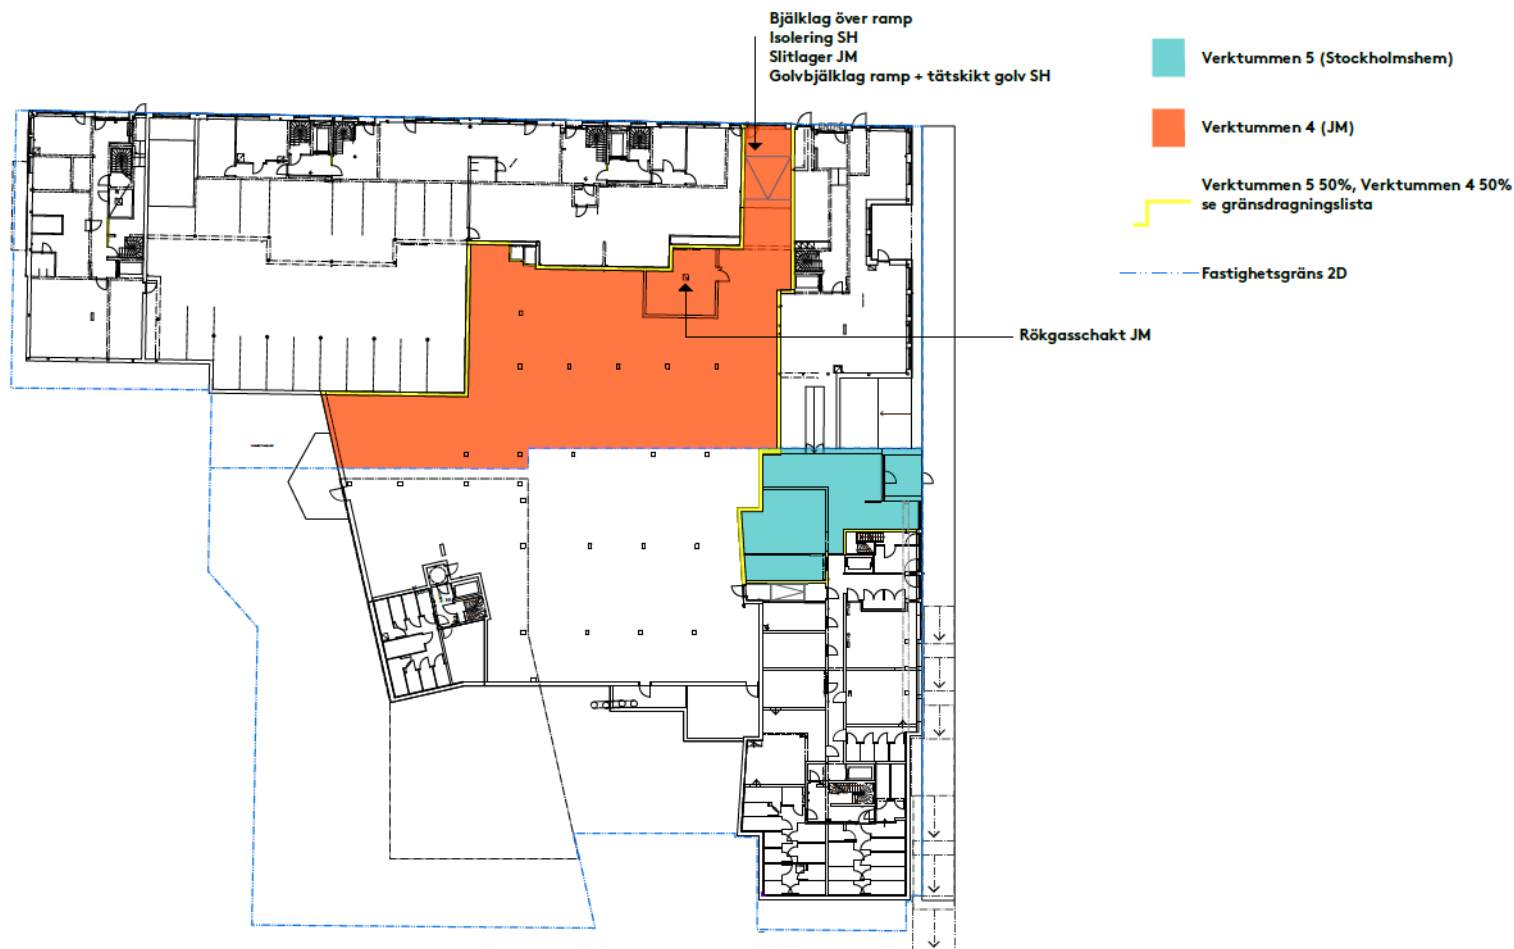 Bjälklag över ramp
Isolering SH
Slitlager JM
Golvbjälklag ramp + tätskikt golv SH
Verktummen 5 (Stockholmshem)
Verktummen 4 (JM)
Verktummen 5 50%, Verktummen 4 50%
se gränsdragningslista
Fastighetsgräns 2D
Rökgasschakt JM